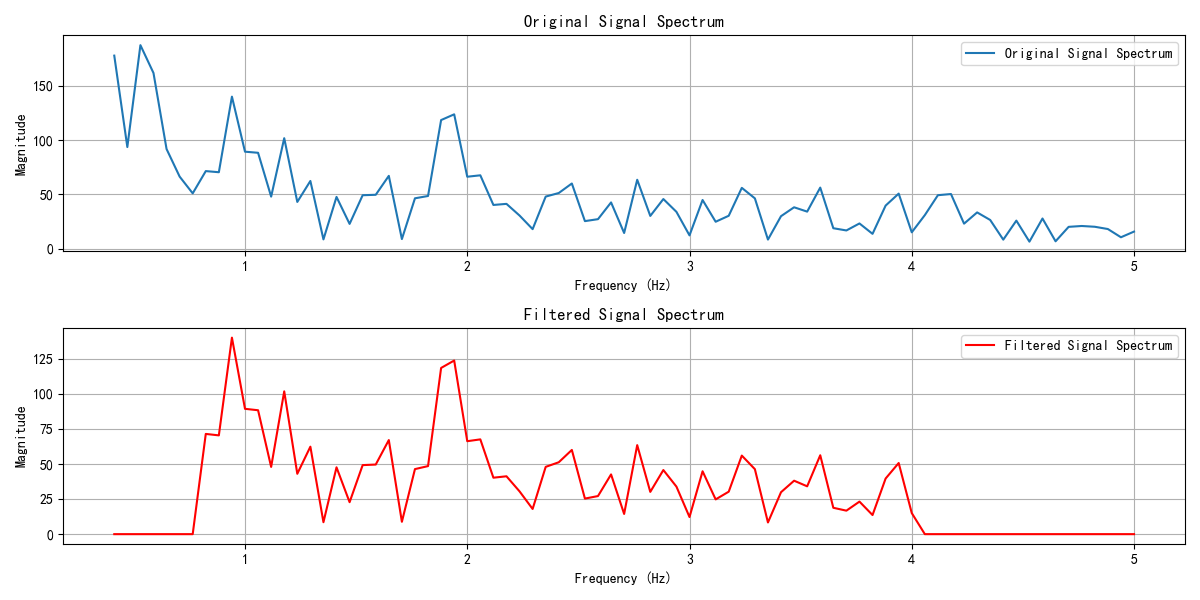 Original Signal Spectrum
Original Signal Spectrum
Magnitude
150
100
50
0
1 2 3 4 5
Frequency (Hz)
Filtered Signal Spectrum
Filtered Signal Spectrum
Magnitude
125
100
75
50
25
0
1 2 3 4 5
Frequency (Hz)